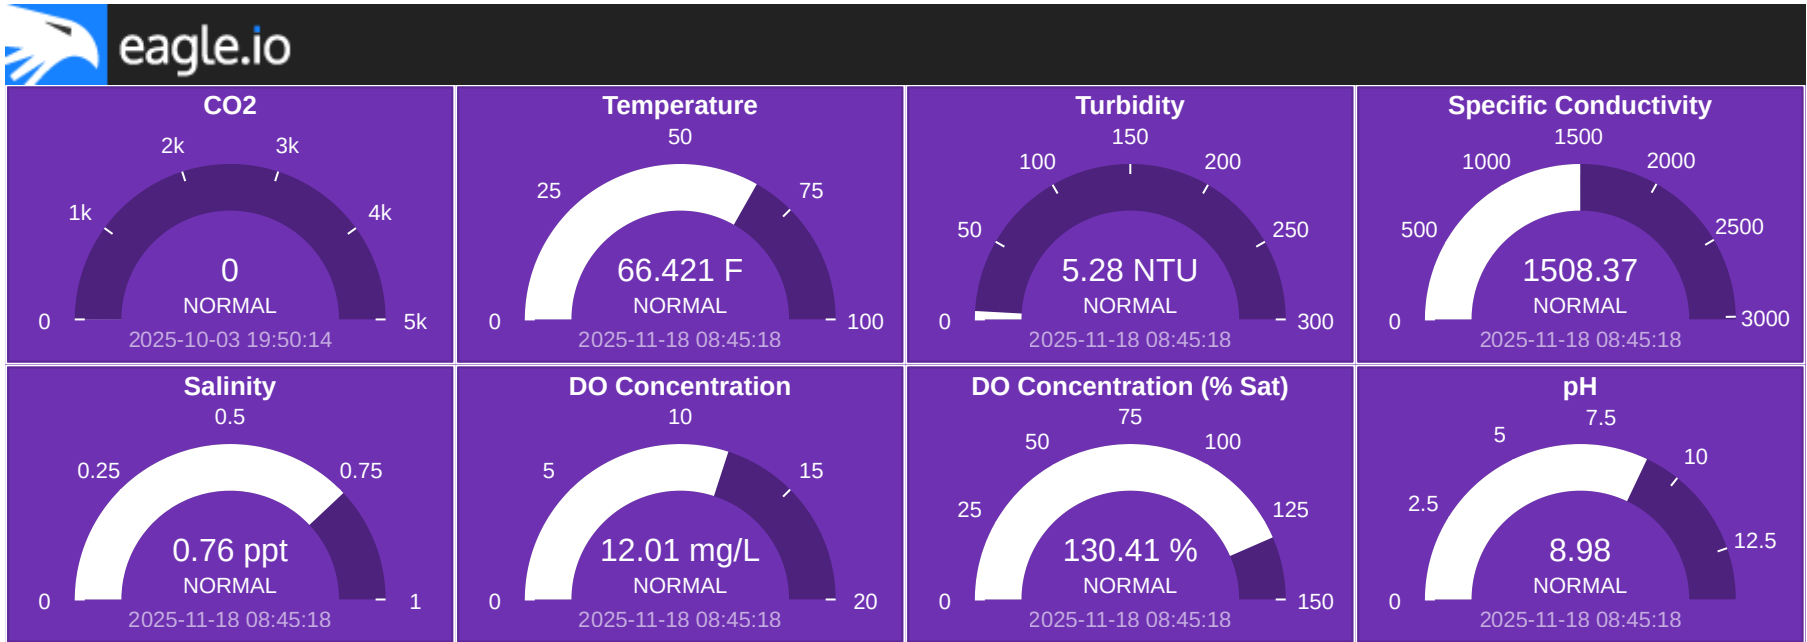 eagle.io
CO2
2k
3k
1k
4k
0
5k
0
NORMAL
2025-10-03 19:50:14
Temperature
50
25
75
0
100
66.421 F
NORMAL
2025-11-18 08:45:18
Turbidity
150
100
200
50
250
0
300
5.28 NTU
NORMAL
2025-11-18 08:45:18
Specific Conductivity
1500
1000
2000
500
2500
0
3000
1508.37
NORMAL
2025-11-18 08:45:18
Salinity
0.5
0.25
0.75
0
1
0.76 ppt
NORMAL
2025-11-18 08:45:18
DO Concentration
10
5
15
0
20
12.01 mg/L
NORMAL
2025-11-18 08:45:18
DO Concentration (% Sat)
75
50
100
25
125
0
150
130.41 %
NORMAL
2025-11-18 08:45:18
pH
7.5
5
10
2.5
12.5
0
8.98
NORMAL
2025-11-18 08:45:18